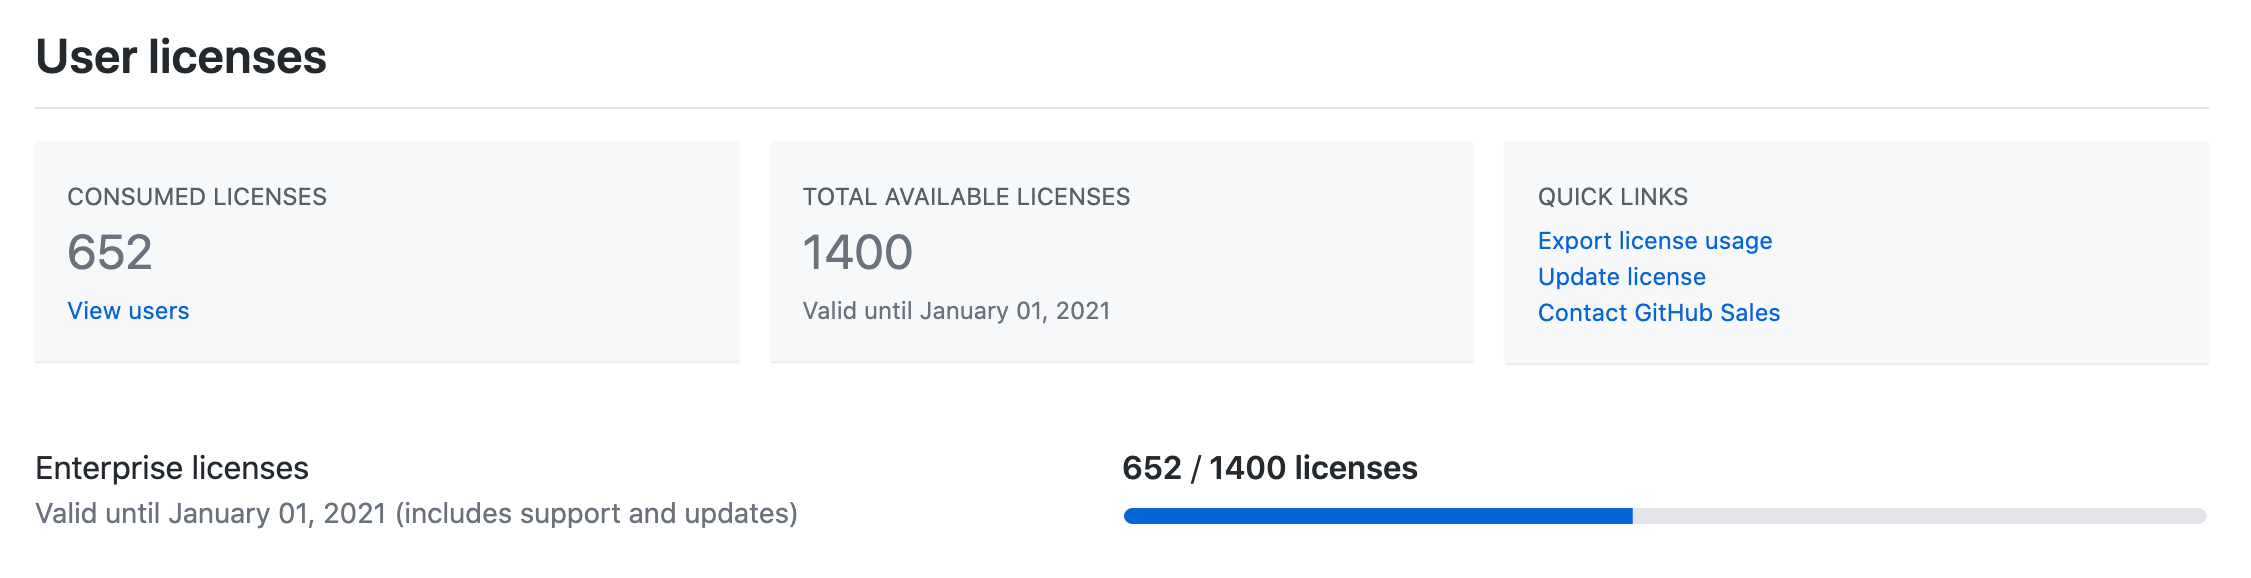 User licenses
CONSUMED LICENSES
652
View users
TOTAL AVAILABLE LICENSES
1400
Valid until January 01, 2021
QUICK LINKS
Export license usage
Update license
Contact GitHub Sales
Enterprise licenses
Valid until January 01, 2021 (includes support and updates)
652 / 1400 licenses